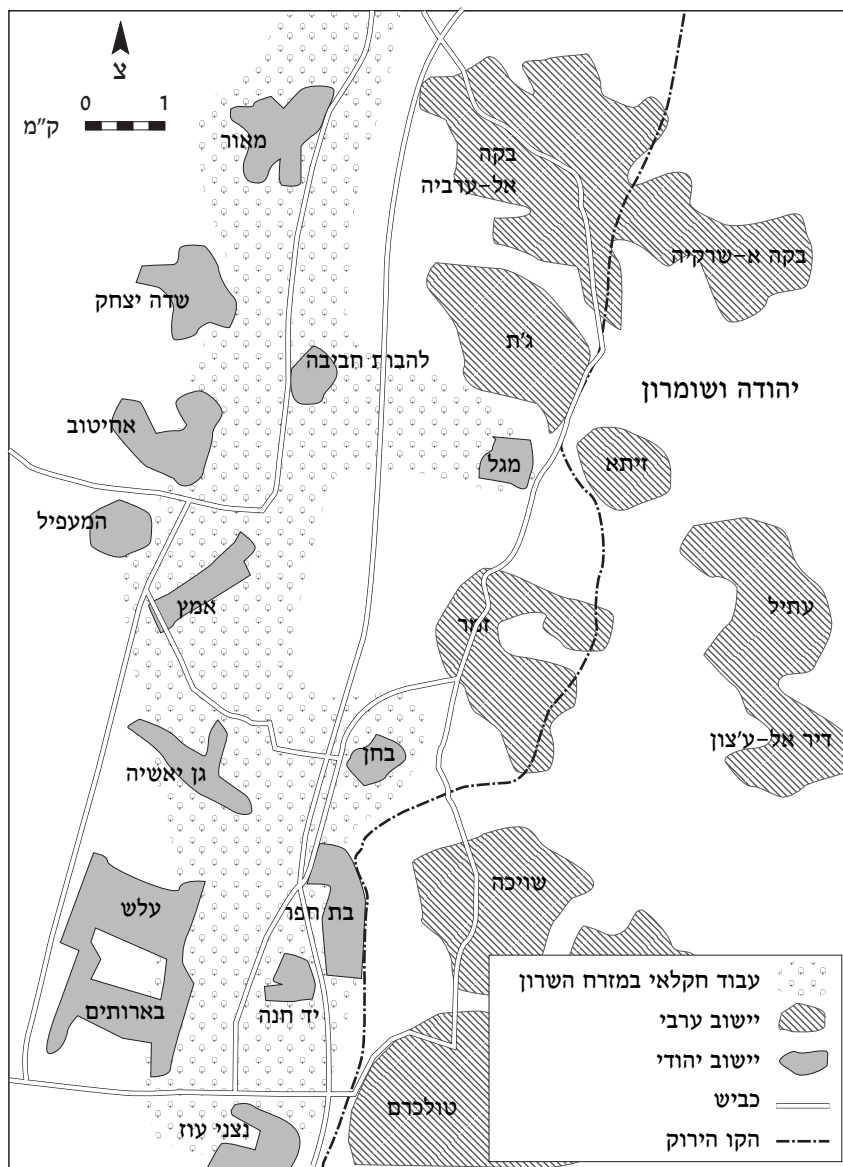 צ
0 1
ק"מ
מאור
בקה
אל-ערביה
בקה א-שרקיה
שדה יצחק
ג'ת
להבות חביבה
יהודה ושומרון
אחיטוב
מגל
זיתא
המעפיל
אמץ
זמר
עתיל
גן יאשיה
בחן
דיר אל-ע'צון
שויכה
עלש
בת חפר
בארותים
יד חנה
טולכרם
נצני עוז
עבוד חקלאי במזרח השרון
יישוב ערבי
יישוב יהודי
כביש
הקו הירוק